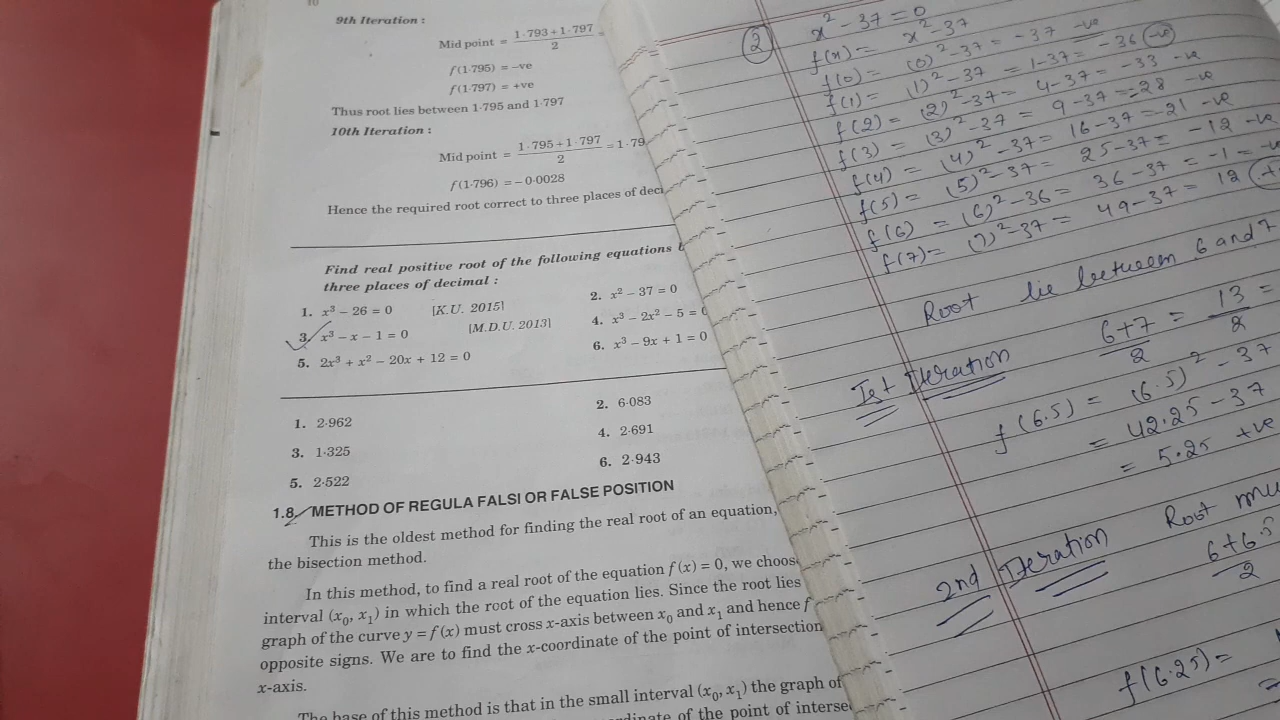 10
9th Iteration :
Mid point = 1·793 + 1·797 / 2 =
f(1·795) = –ve
f(1·797) = +ve
Thus root lies between 1·795 and 1·797
10th Iteration :
Mid point = 1·795 + 1·797 / 2 = 1·79
f(1·796) = – 0·0028
Hence the required root correct to three places of deci
Find real positive root of the following equations
three places of decimal :
1. x³ – 26 = 0 [K.U. 2015]
2. x² – 37 = 0
3. x³ – x – 1 = 0 [M.D.U. 2013]
4. x³ – 2x² – 5 = 0
5. 2x³ + x² – 20x + 12 = 0
6. x³ – 9x + 1 = 0
1. 2·962
2. 6·083
3. 1·325
4. 2·691
5. 2·522
6. 2·943
1.8. METHOD OF REGULA FALSI OR FALSE POSITION
This is the oldest method for finding the real root of an equation,
the bisection method.
In this method, to find a real root of the equation f(x) = 0, we choose
interval (x₀, x₁) in which the root of the equation lies. Since the root lies
graph of the curve y = f(x) must cross x-axis between x₀ and x₁ and hence f
opposite signs. We are to find the x-coordinate of the point of intersection
x-axis.
The base of this method is that in the small interval (x₀, x₁) the graph of
dinate of the point of interse
2 x² - 37 = 0
f(x) = x² - 37
f(0) = (0)² - 37 = -37 -ve
f(1) = (1)² - 37 = 1-37 = -36 -ve
f(2) = (2)² - 37 = 4-37 = -33 -ve
f(3) = (3)² - 37 = 9-37 = -28 -ve
f(4) = (4)² - 37 = 16-37 = -21 -ve
f(5) = (5)² - 37 = 25-37 = -12 -ve
f(6) = (6)² - 36 = 36-37 = -1 = -v
f(7) = (7)² - 37 = 49-37 = 12 +
Root lie between 6 and 7
Ist Iteration 6+7 / 2 = 13 / 2 =
f(6.5) = (6.5)² - 37
= 42.25 - 37
= 5.25 +ve
Root mu
2nd Iteration 6+6.5 / 2
f(6.25) =
=